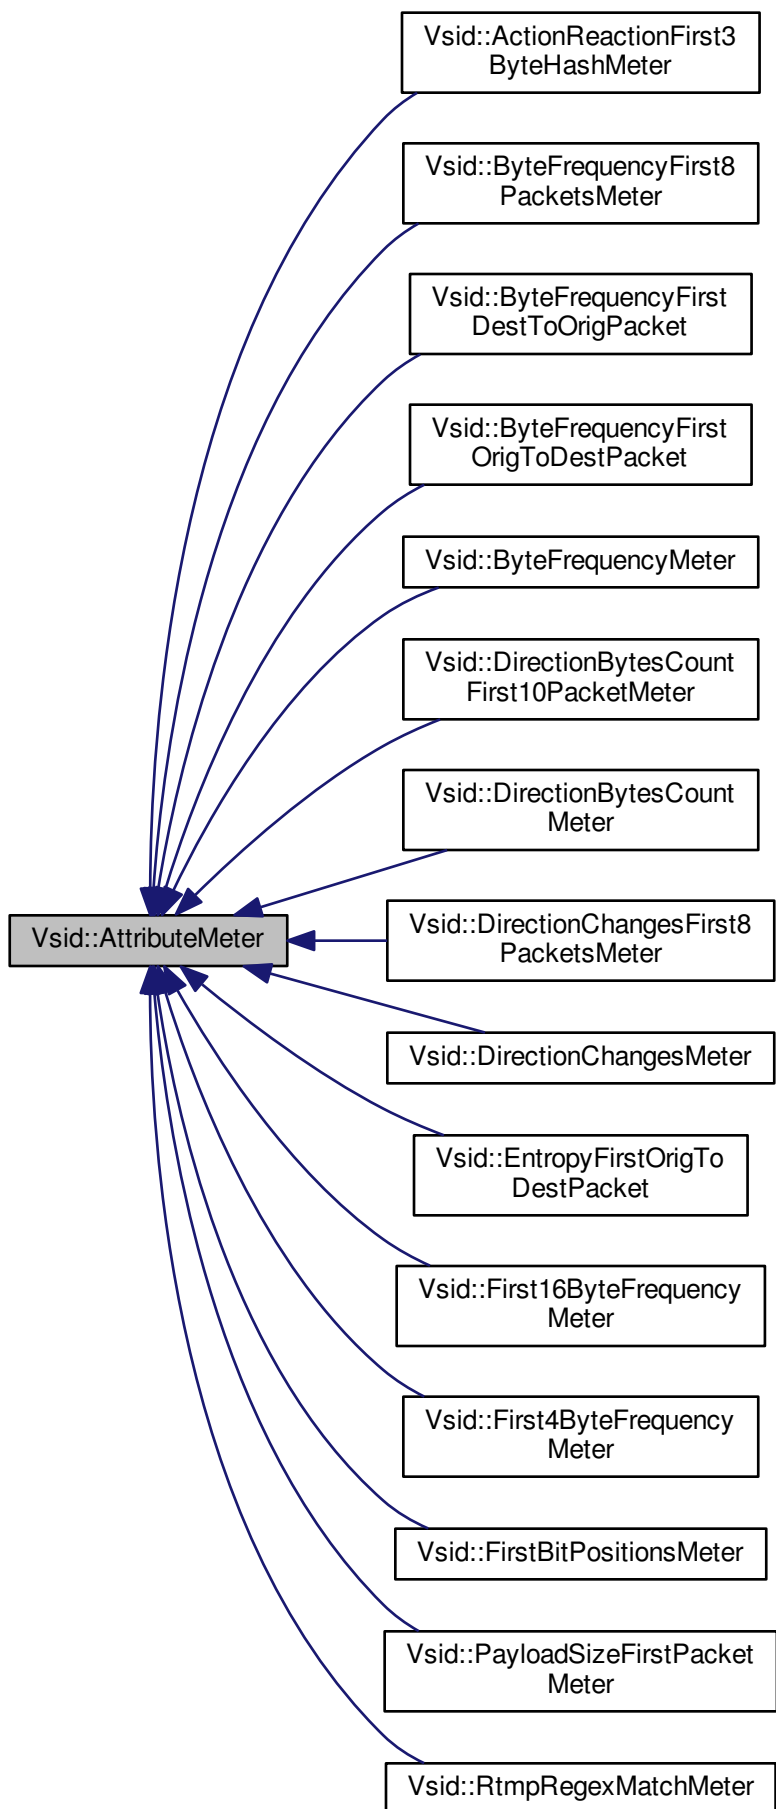 Vsid::ActionReactionFirst3
ByteHashMeter
Vsid::ByteFrequencyFirst8
PacketsMeter
Vsid::ByteFrequencyFirst
DestToOrigPacket
Vsid::ByteFrequencyFirst
OrigToDestPacket
Vsid::ByteFrequencyMeter
Vsid::DirectionBytesCount
First10PacketMeter
Vsid::DirectionBytesCount
Meter
Vsid::AttributeMeter
Vsid::DirectionChangesFirst8
PacketsMeter
Vsid::DirectionChangesMeter
Vsid::EntropyFirstOrigTo
DestPacket
Vsid::First16ByteFrequency
Meter
Vsid::First4ByteFrequency
Meter
Vsid::FirstBitPositionsMeter
Vsid::PayloadSizeFirstPacket
Meter
Vsid::RtmpRegexMatchMeter